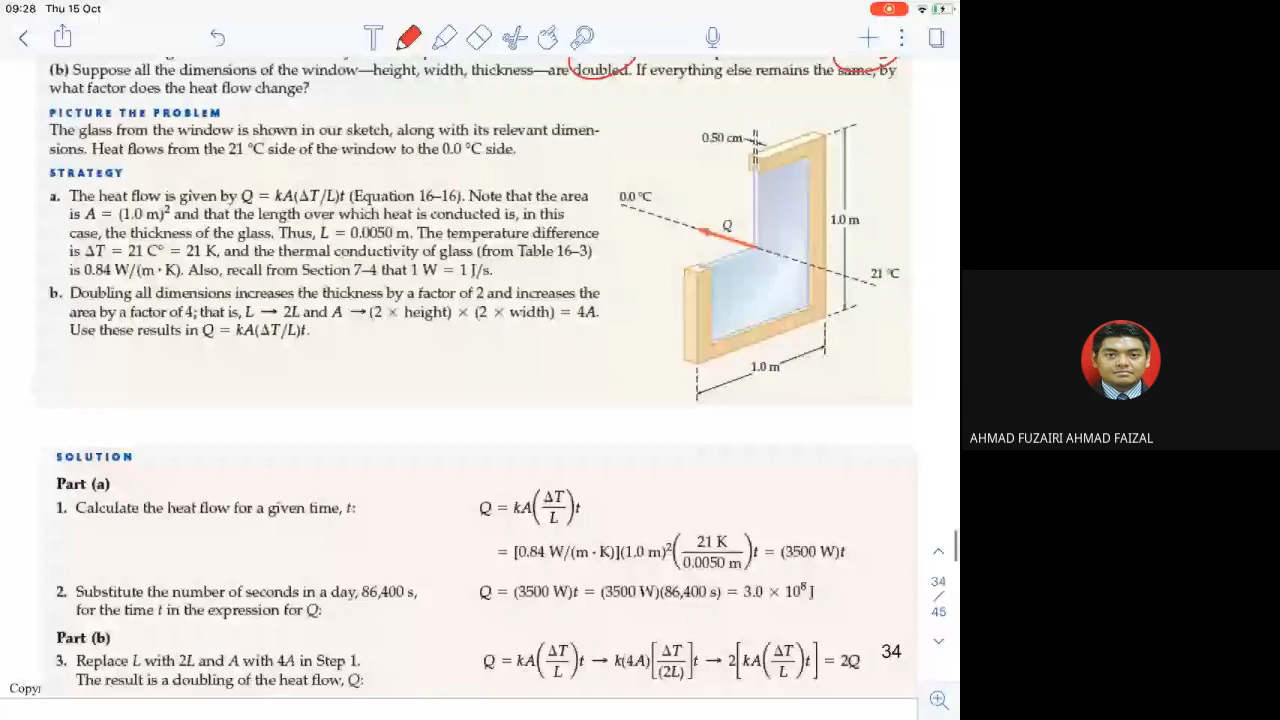 09:28 Thu 15 Oct
(b) Suppose all the dimensions of the window—height, width, thickness—are doubled. If everything else remains the same, by
what factor does the heat flow change?
PICTURE THE PROBLEM
The glass from the window is shown in our sketch, along with its relevant dimen-
sions. Heat flows from the 21 °C side of the window to the 0.0 °C side.
STRATEGY
a. The heat flow is given by Q = kA(ΔT/L)t (Equation 16–16). Note that the area
is A = (1.0 m)² and that the length over which heat is conducted is, in this
case, the thickness of the glass. Thus, L = 0.0050 m. The temperature difference
is ΔT = 21 C° = 21 K, and the thermal conductivity of glass (from Table 16–3)
is 0.84 W/(m · K). Also, recall from Section 7–4 that 1 W = 1 J/s.
b. Doubling all dimensions increases the thickness by a factor of 2 and increases the
area by a factor of 4; that is, L → 2L and A → (2 × height) × (2 × width) = 4A.
Use these results in Q = kA(ΔT/L)t.
0.50 cm
0.0 °C
Q
1.0 m
21 °C
1.0 m
SOLUTION
Part (a)
1. Calculate the heat flow for a given time, t:
Q = kA(ΔT/L)t
= [0.84 W/(m · K)](1.0 m)²(21 K/0.0050 m)t = (3500 W)t
2. Substitute the number of seconds in a day, 86,400 s,
for the time t in the expression for Q:
Q = (3500 W)t = (3500 W)(86,400 s) = 3.0 × 10⁸ J
Part (b)
3. Replace L with 2L and A with 4A in Step 1.
The result is a doubling of the heat flow, Q:
Q = kA(ΔT/L)t → k(4A)[ΔT/(2L)]t → 2[kA(ΔT/L)t] = 2Q
34
Copyr
34
/
45
AHMAD FUZAIRI AHMAD FAIZAL